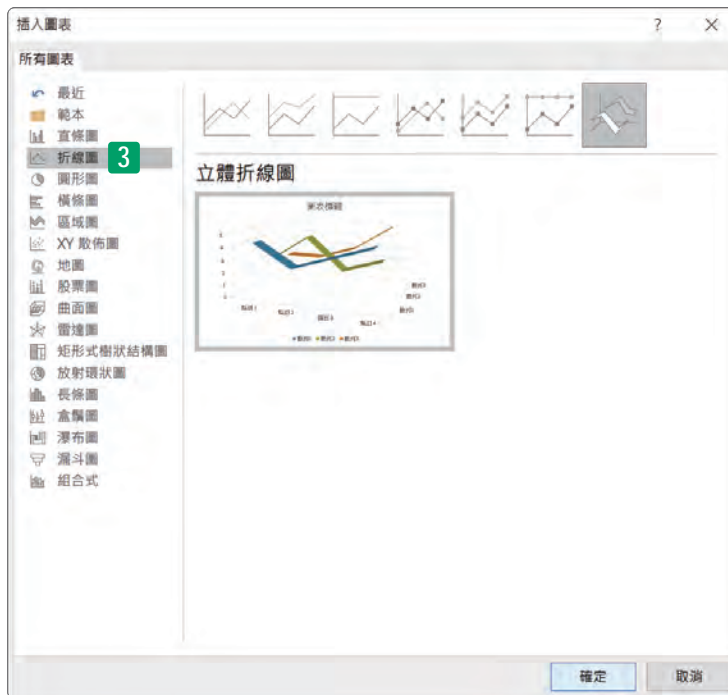 插入圖表
? ×
所有圖表
最近
範本
直條圖
折線圖 3
圓形圖
橫條圖
區域圖
XY 散佈圖
地圖
股票圖
曲面圖
雷達圖
矩形式樹狀結構圖
放射環狀圖
長條圖
盒鬚圖
瀑布圖
漏斗圖
組合式
立體折線圖
確定
取消